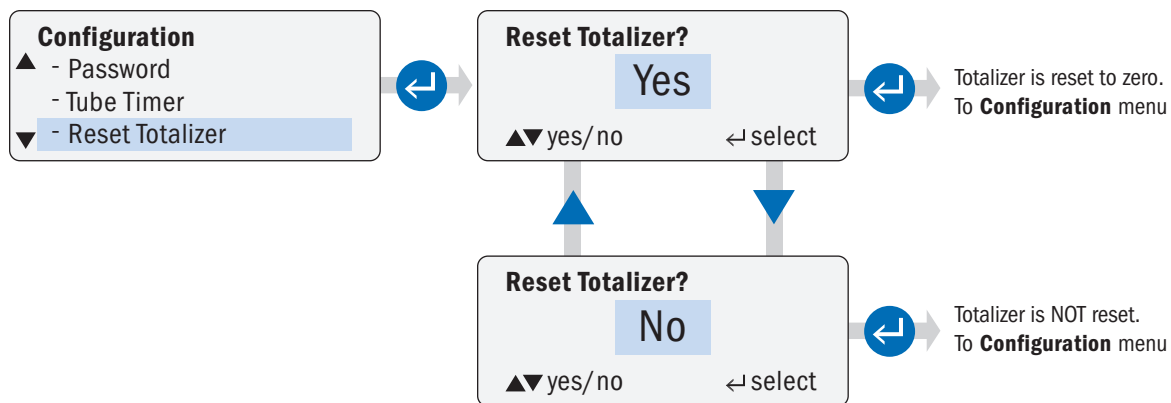 Configuration
- Password
- Tube Timer
- Reset Totalizer
Reset Totalizer?
Yes
▲▼ yes/no ↵ select
Totalizer is reset to zero.
To Configuration menu
Reset Totalizer?
No
▲▼ yes/no ↵ select
Totalizer is NOT reset.
To Configuration menu